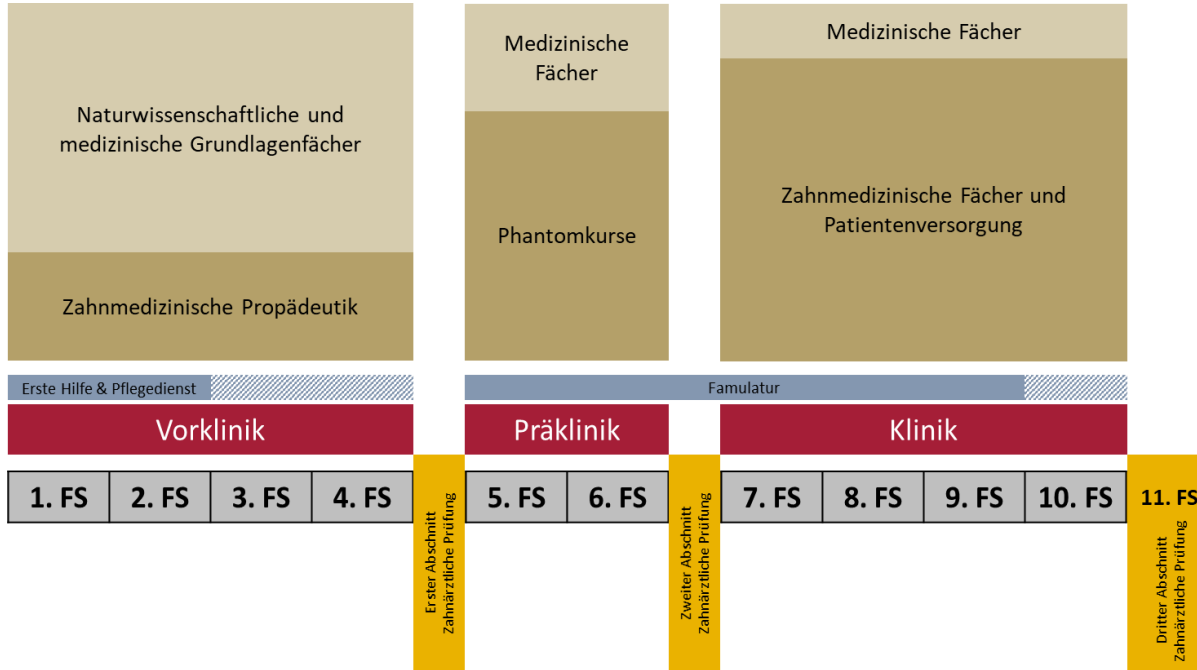 Naturwissenschaftliche und
medizinische Grundlagenfächer
Zahnmedizinische Propädeutik
Medizinische
Fächer
Phantomkurse
Medizinische Fächer
Zahnmedizinische Fächer und
Patientenversorgung
Erste Hilfe & Pflegedienst
Famulatur
Vorklinik
Präklinik
Klinik
1. FS
2. FS
3. FS
4. FS
Erster Abschnitt
Zahnärztliche Prüfung
5. FS
6. FS
Zweiter Abschnitt
Zahnärztliche Prüfung
7. FS
8. FS
9. FS
10. FS
11. FS
Dritter Abschnitt
Zahnärztliche Prüfung